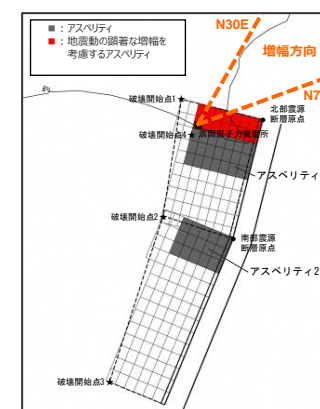 ■：アスペリティ
■：地震動の顕著な増幅を
考慮するアスペリティ
N30E
増幅方向
N7
破壊開始点1
北部震源
断層原点
破壊開始点4
浜岡原子力発電所
アスペリティ
破壊開始点2
南部震源
断層原点
アスペリティ2
破壊開始点3